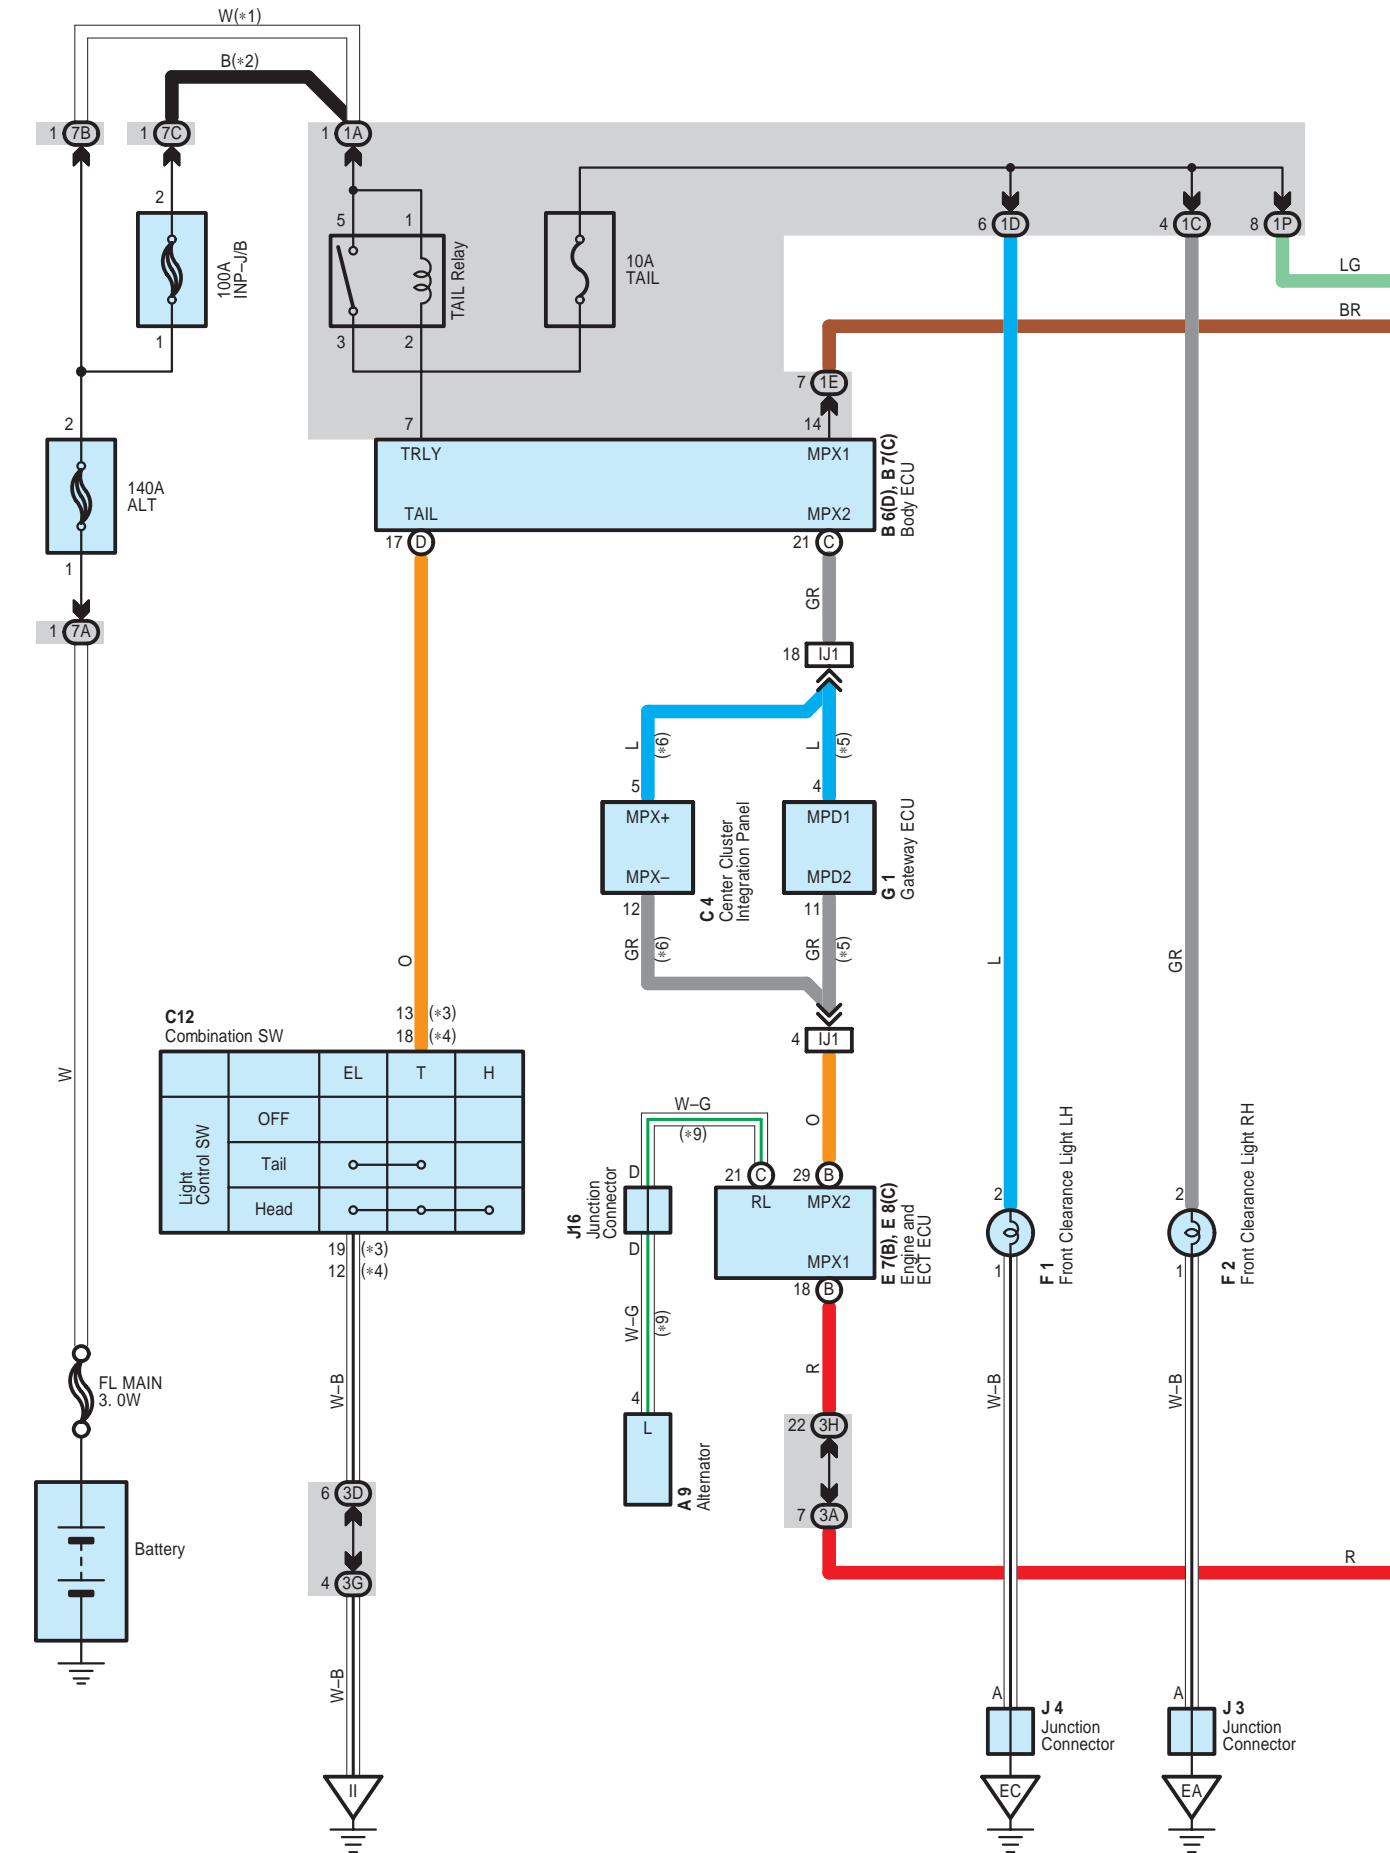 W(*1)
B(*2)
1 7B
1 7C
1 1A
2
100A
INP–J/B
1
5
1
TAIL Relay
3
2
10A
TAIL
6 1D
4 1C
8 1P
LG
BR
7 1E
2
140A
ALT
1
1 7A
7
14
TRLY
MPX1
TAIL
MPX2
B 6(D), B 7(C)
Body ECU
17 D
21 C
GR
18 IJ1
L
(*6)
L
(*5)
5
4
MPX+
MPX–
C 4
Center Cluster
Integration Panel
MPD1
MPD2
G 1
Gateway ECU
12
11
GR
(*6)
GR
(*5)
O
L
GR
13 (*3)
18 (*4)
C12
Combination SW
4 IJ1
EL
T
H
Light
Control SW
OFF
Tail
Head
W
W–G
(*9)
O
D
J16
Junction
Connector
D
21 C
29 B
RL
MPX2
MPX1
E 7(B), E 8(C)
Engine and
ECT ECU
18 B
2
1
F 1
Front Clearance Light LH
2
1
F 2
Front Clearance Light RH
19 (*3)
12 (*4)
W–G
(*9)
R
FL MAIN
3. 0W
W–B
4
L
A 9
Alternator
W–B
W–B
22 3H
7 3A
6 3D
4 3G
Battery
R
W–B
A
J 4
Junction
Connector
A
J 3
Junction
Connector
II
EC
EA